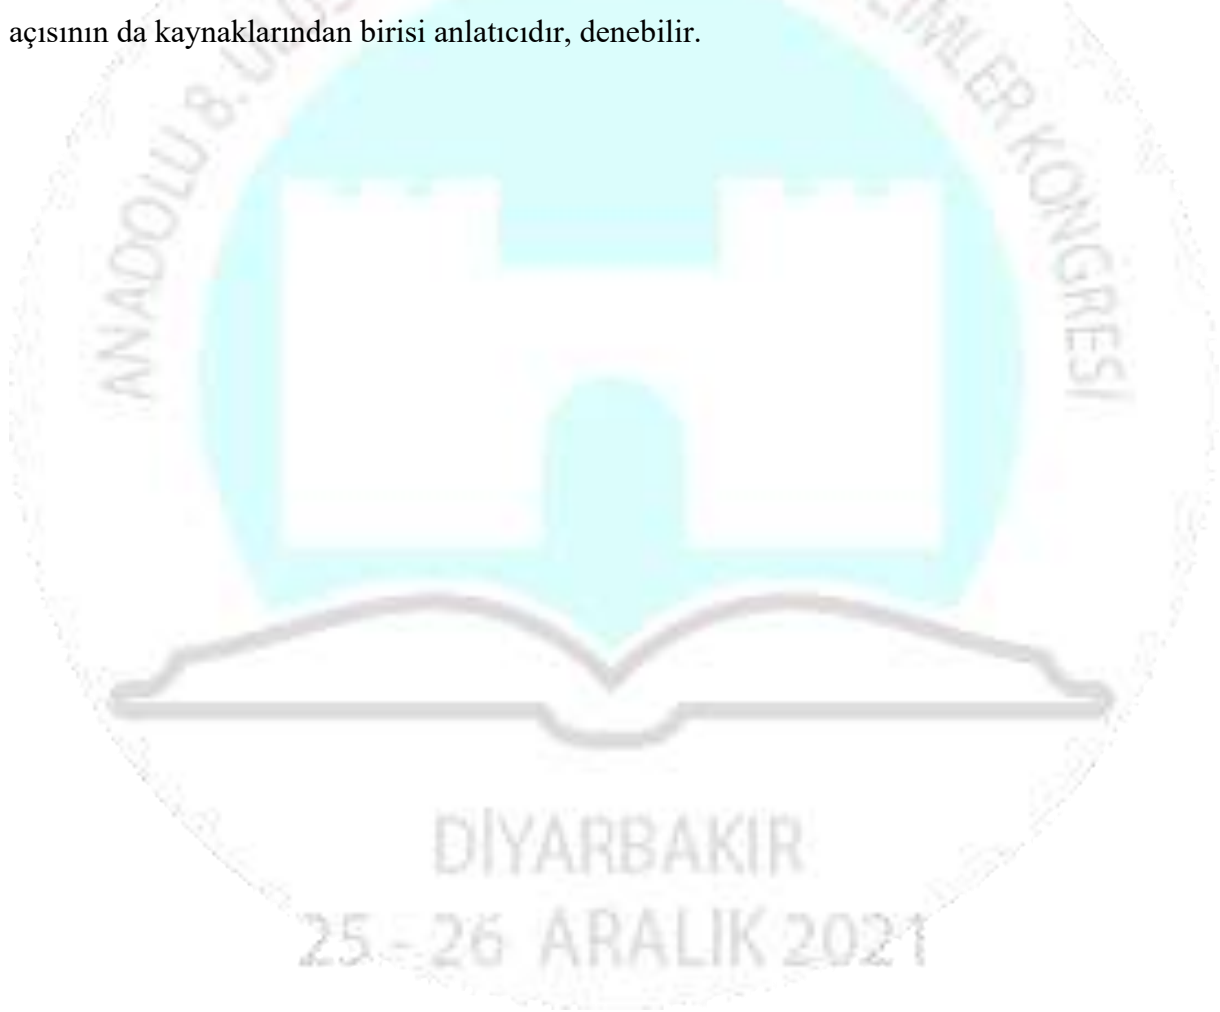 açısının da kaynaklarından birisi anlatıcıdır, denebilir.
ANADOLU 8.
KONGRESİ
DİYARBAKIR
25 - 26 ARALIK 2021